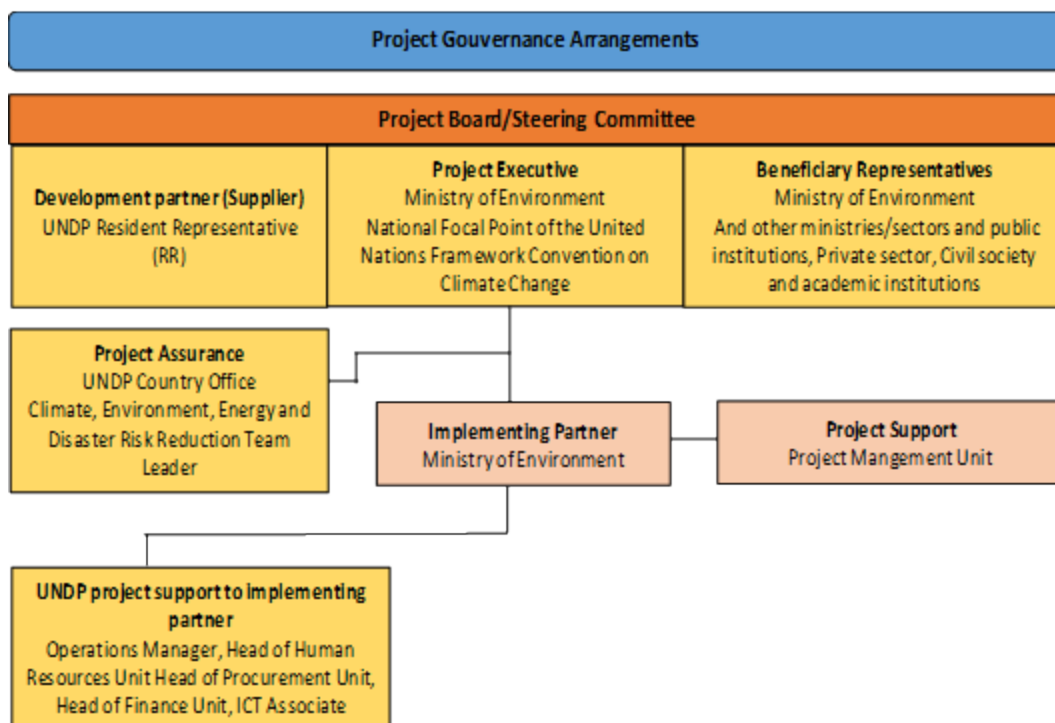 Project Gouvernance Arrangements
Project Board/Steering Committee
Development partner (Supplier)
UNDP Resident Representative
(RR)
Project Executive
Ministry of Environment
National Focal Point of the United
Nations Framework Convention on
Climate Change
Beneficiary Representatives
Ministry of Environment
And other ministries/sectors and public
institutions, Private sector, Civil society
and academic institutions
Project Assurance
UNDP Country Office
Climate, Environment, Energy and
Disaster Risk Reduction Team
Leader
Implementing Partner
Ministry of Environment
Project Support
Project Mangement Unit
UNDP project support to implementing
partner
Operations Manager, Head of Human
Resources Unit Head of Procurement Unit,
Head of Finance Unit, ICT Associate